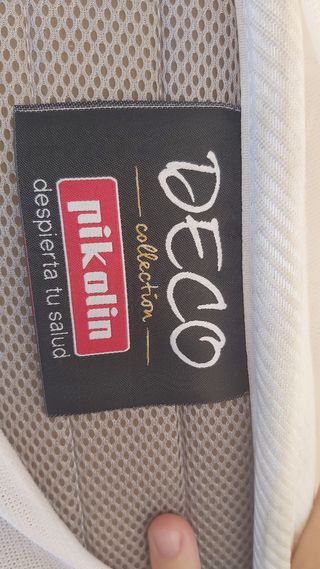 DECO
collection
pikolin
despierta tu salud